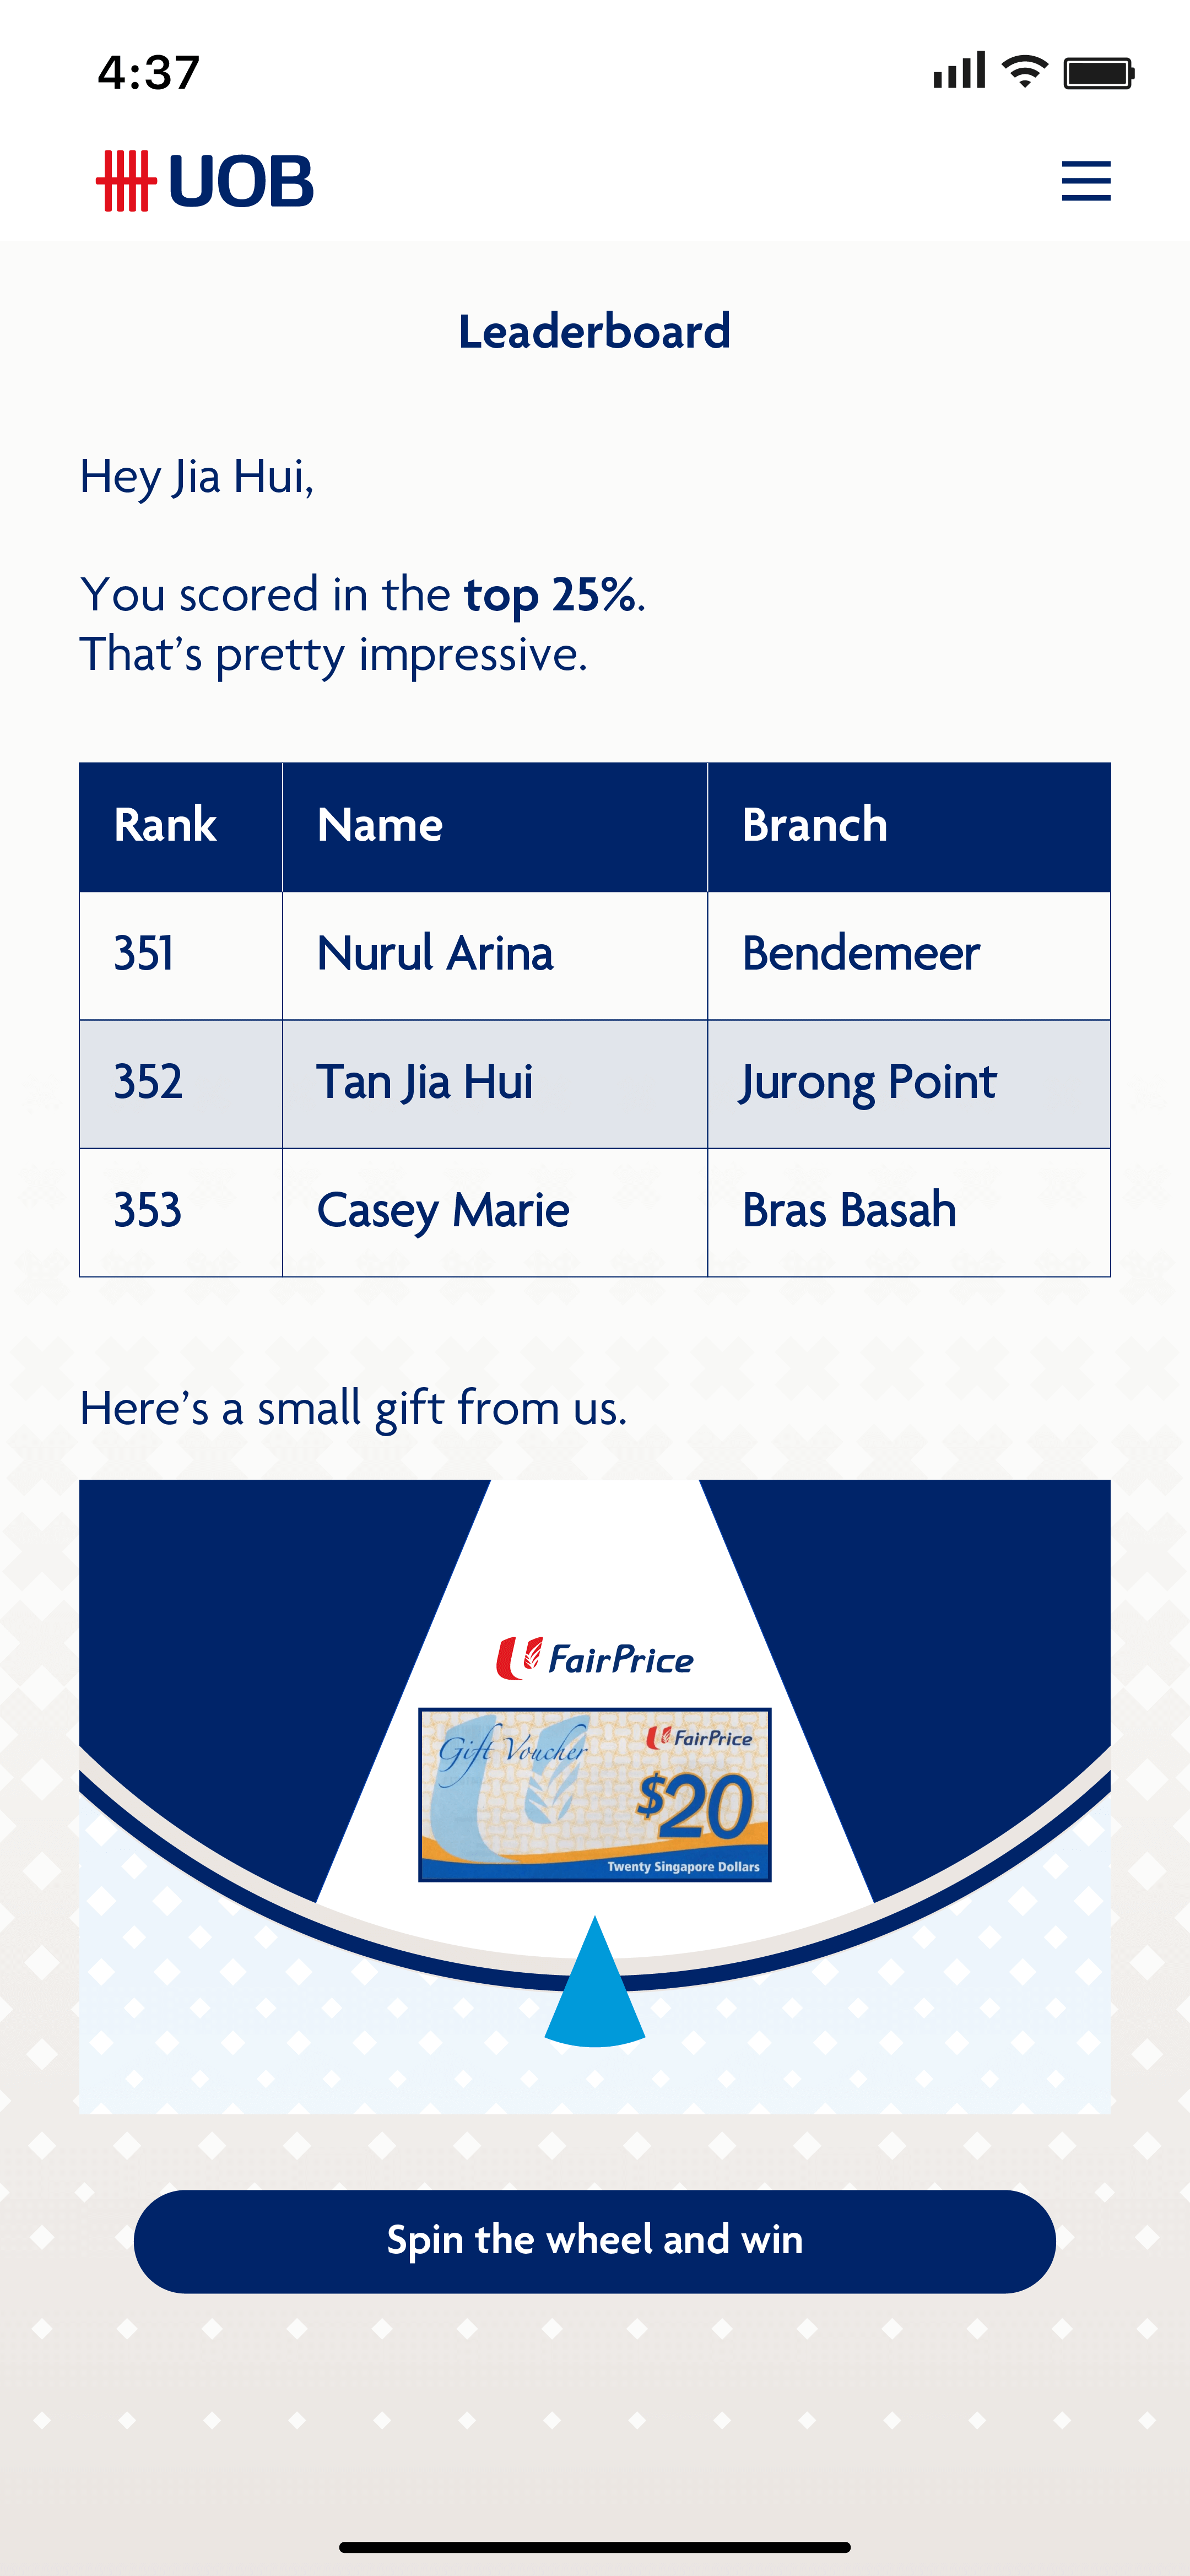 4:37
UOB
Leaderboard
Hey Jia Hui,
You scored in the top 25%.
That’s pretty impressive.
Rank Name Branch
351 Nurul Arina Bendemeer
352 Tan Jia Hui Jurong Point
353 Casey Marie Bras Basah
Here’s a small gift from us.
FairPrice
Gift Voucher FairPrice
$20
Twenty Singapore Dollars
Spin the wheel and win